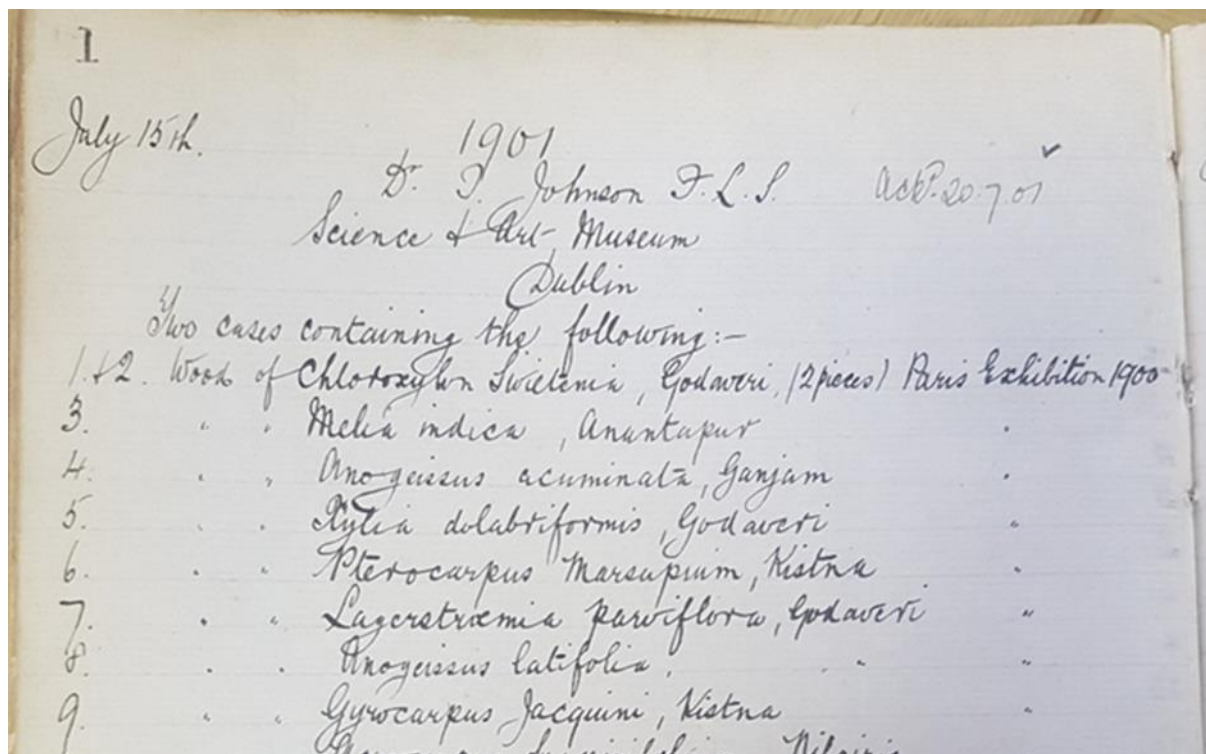 1
July 15th.
1901
Dr. T. Johnson F.L.S. Ackd. 20.7.01
Science & Art Museum
Dublin
Two cases containing the following:-
1.&2. Wood of Chloroxylon Swietenia, Godaveri, (2 pieces) Paris Exhibition 1900
3. " " Melia indica, Anantapur "
4. " " Anogeissus acuminata, Ganjam "
5. " " Xylia dolabriformis, Godaveri "
6. " " Pterocarpus Marsupium, Kistna "
7. " " Lagerstrœmia parviflora, Godaveri "
8. " " Anogeissus latifolia, " "
9. " " Gyrocarpus Jacquini, Kistna "